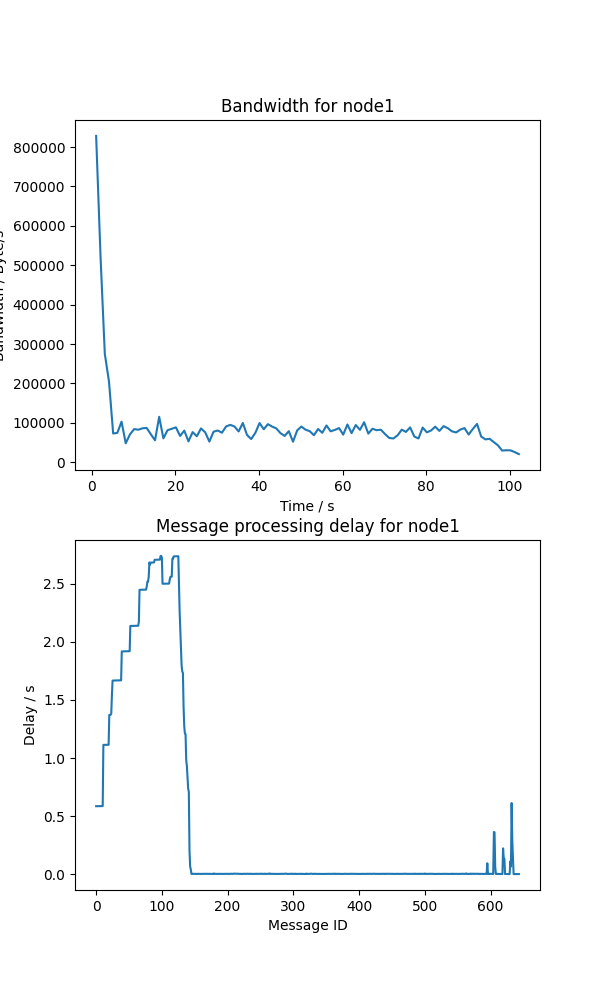 Bandwidth for node1
800000
700000
600000
500000
400000
300000
200000
100000
0
Bandwidth / Byte/s
0 20 40 60 80 100
Time / s
Message processing delay for node1
2.5
2.0
1.5
1.0
0.5
0.0
Delay / s
0 100 200 300 400 500 600
Message ID